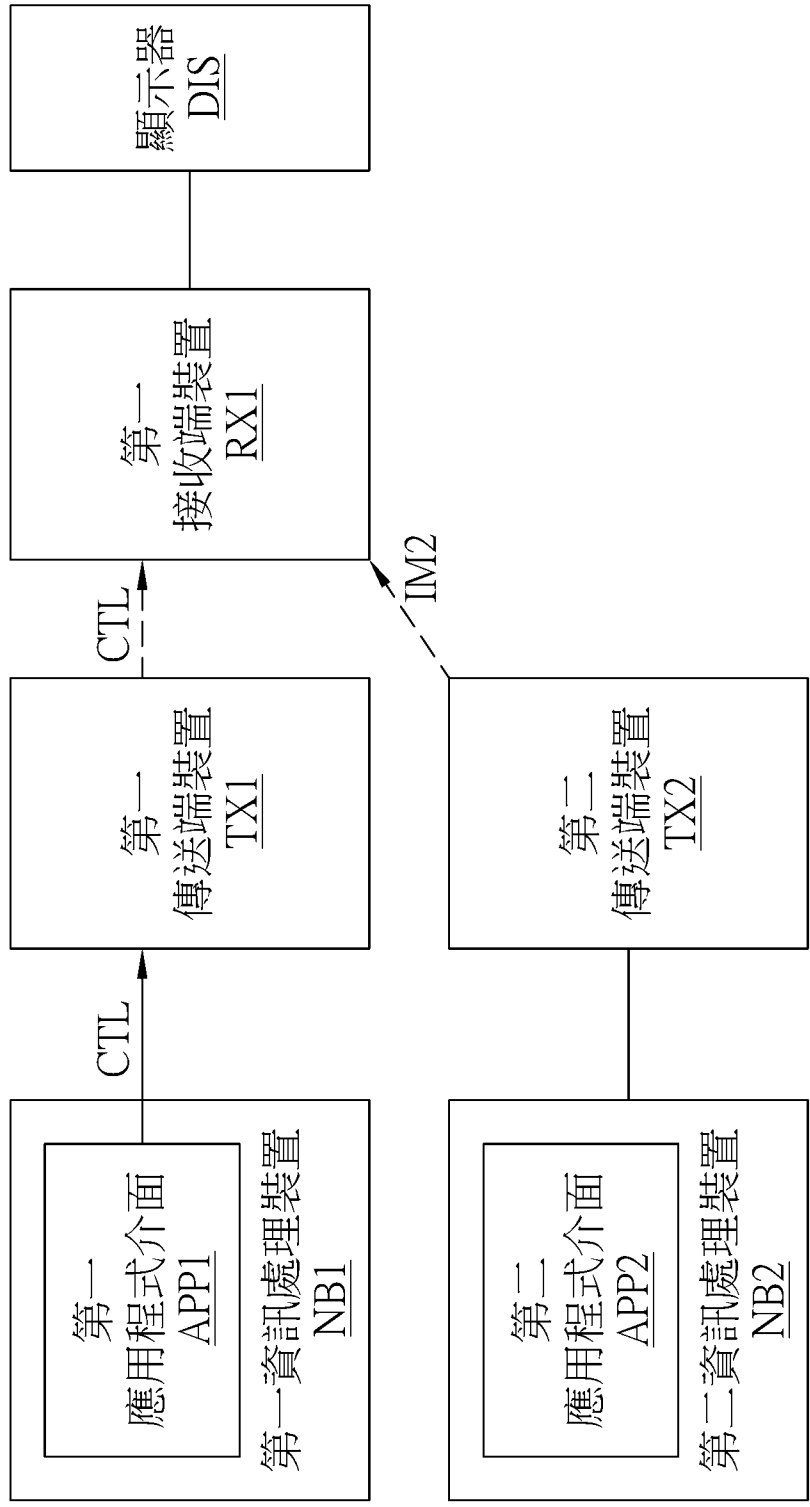 第一
應用程式介面
APP1
第一資訊處理裝置
NB1
CTL
第一
傳送端裝置
TX1
CTL
第一
接收端裝置
RX1
顯示器
DIS
第二
應用程式介面
APP2
第二資訊處理裝置
NB2
第二
傳送端裝置
TX2
IM2